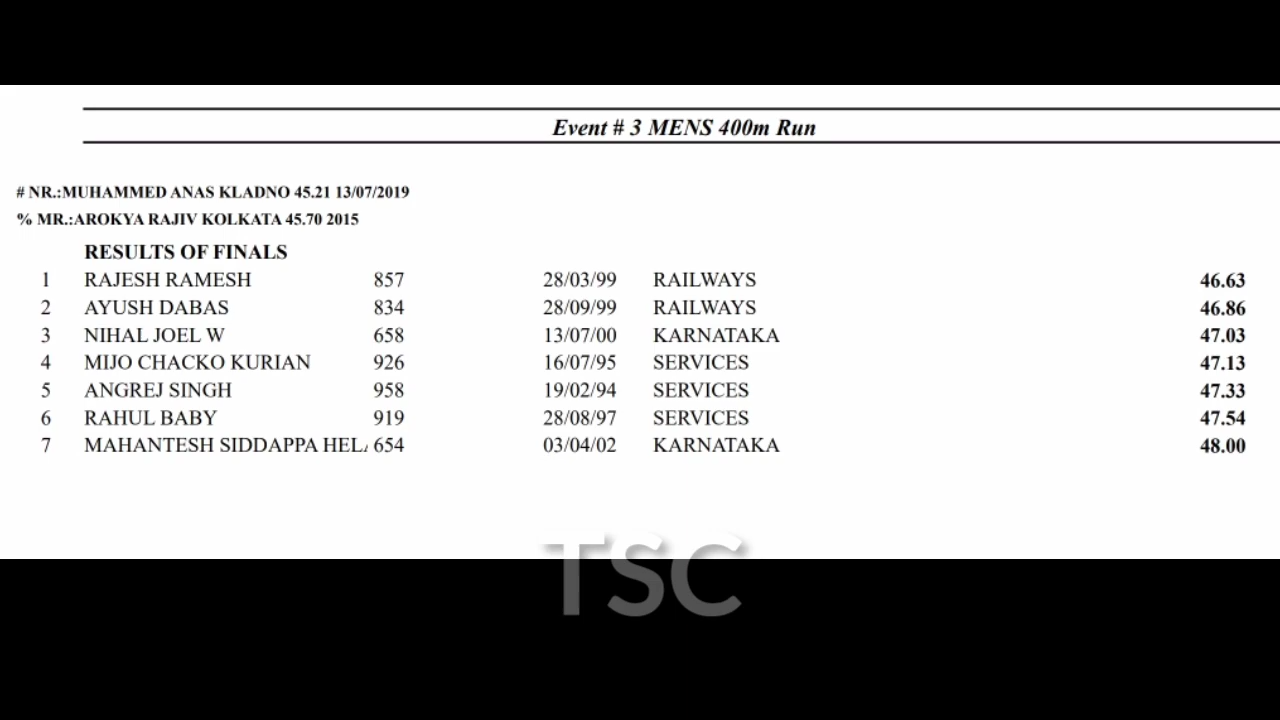 Event # 3 MENS 400m Run
# NR.:MUHAMMED ANAS KLADNO 45.21 13/07/2019
% MR.:AROKYA RAJIV KOLKATA 45.70 2015
RESULTS OF FINALS
1 RAJESH RAMESH 857 28/03/99 RAILWAYS 46.63
2 AYUSH DABAS 834 28/09/99 RAILWAYS 46.86
3 NIHAL JOEL W 658 13/07/00 KARNATAKA 47.03
4 MIJO CHACKO KURIAN 926 16/07/95 SERVICES 47.13
5 ANGREJ SINGH 958 19/02/94 SERVICES 47.33
6 RAHUL BABY 919 28/08/97 SERVICES 47.54
7 MAHANTESH SIDDAPPA 654 03/04/02 KARNATAKA 48.00
TSC